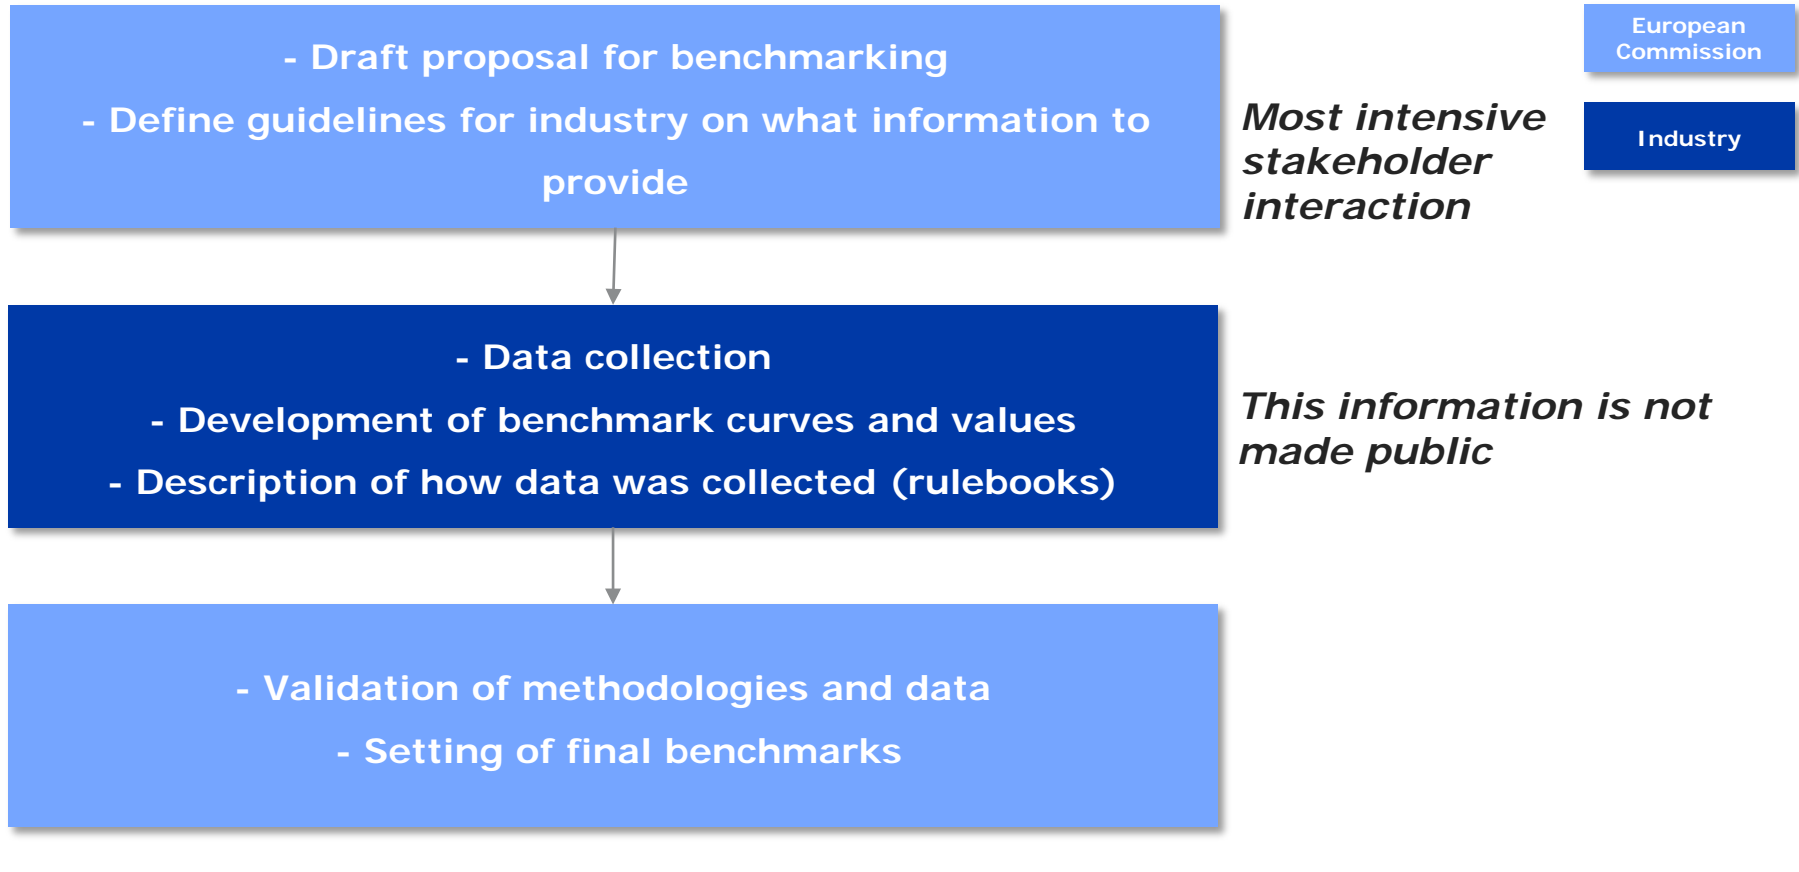 - Draft proposal for benchmarking
- Define guidelines for industry on what information to
provide
Most intensive
stakeholder
interaction
European
Commission
Industry
- Data collection
- Development of benchmark curves and values
- Description of how data was collected (rulebooks)
This information is not
made public
- Validation of methodologies and data
- Setting of final benchmarks